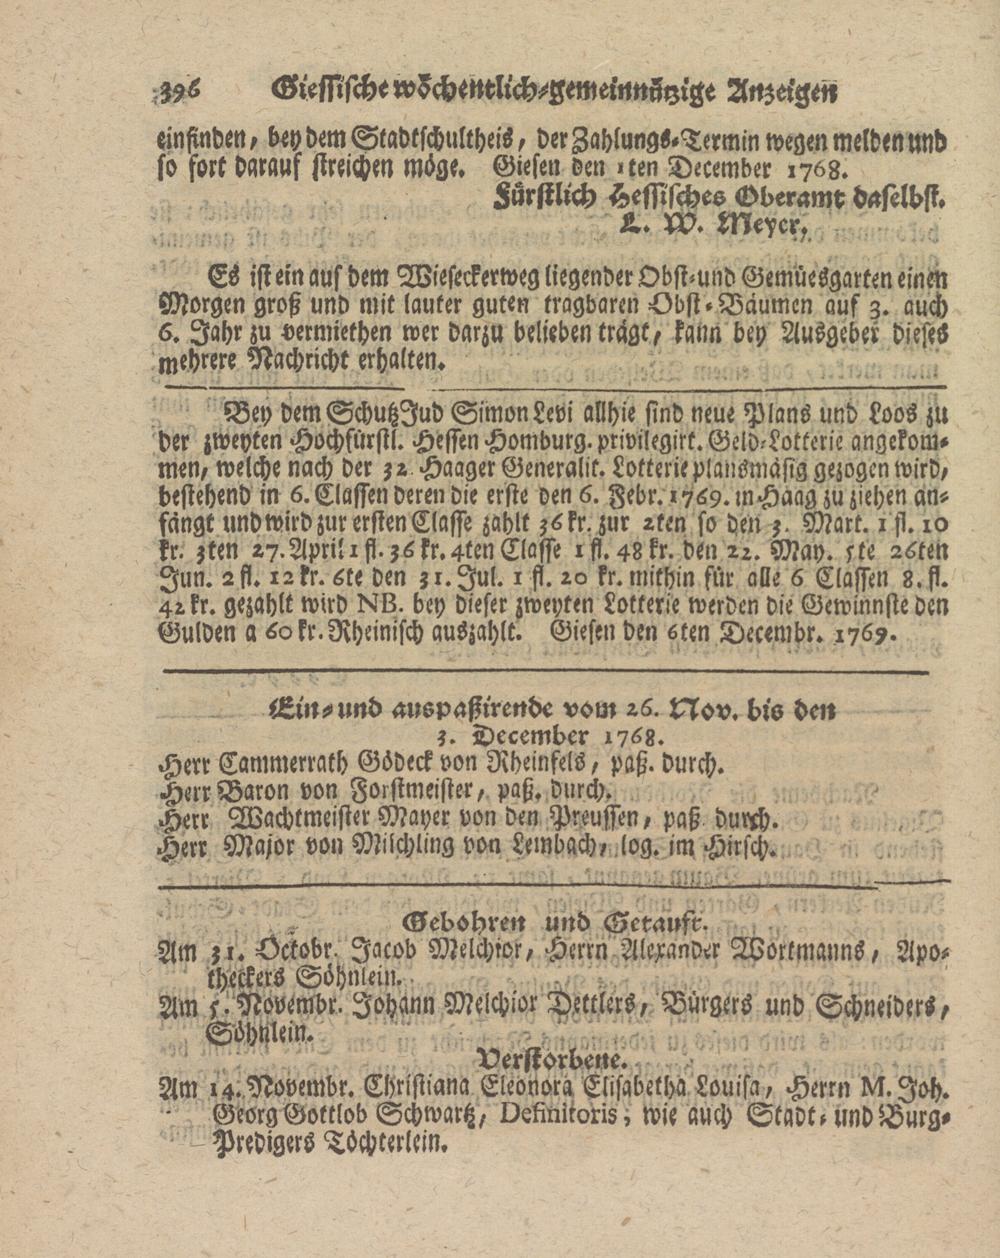 396 Giessische wöchentlich-gemeinnützige Anzeigen
einfinden, bey dem Stadtschultheis, der Zahlungs-Termin wegen melden und
so fort darauf streichen möge. Giesen den 1ten December 1768.
Fürstlich Hessisches Oberamt daselbst.
L. W. Meyer.
Es ist ein auf dem Wieseckerweg liegender Obst-und Gemüesgarten einen
Morgen groß und mit lauter guten tragbaren Obst-Bäumen auf 3. auch
6. Jahr zu vermiethen wer darzu belieben trägt, kann bey Ausgeber dieses
mehrere Nachricht erhalten.
Bey dem SchutzJud Simon Levi allhie sind neue Plans und Loos zu
der zweyten Hochfürstl. Hessen Homburg. privilegirt. Geld-Lotterie angekom-
men, welche nach der 32 Haager Generalit. Lotterie plansmäsig gezogen wird,
bestehend in 6. Classen deren die erste den 6. Febr. 1769. in Haag zu ziehen an-
fängt und wird zur ersten Classe zahlt 36 kr. zur 2ten so den 3. Mart. 1 fl. 10
kr. 3ten 27. April 1 fl. 36 kr. 4ten Classe 1 fl. 48 kr. den 22. May. 5te 26ten
Jun. 2 fl. 12 kr. 6te den 31. Jul. 1 fl. 20 kr. mithin für alle 6 Classen 8. fl.
42 kr. gezahlt wird NB. bey dieser zweyten Lotterie werden die Gewinnste den
Gulden a 60 kr. Rheinisch auszahlt. Giesen den 6ten Decembr. 1769.
Ein-und auspaßirende vom 26. Nov. bis den
3. December 1768.
Herr Cammerrath Gödeck von Rheinfels, paß. durch.
Herr Baron von Forstmeister, paß. durch.
Herr Wachtmeister Mayer von den Preussen, paß durch.
Herr Major von Milchling von Lembach, log. im Hirsch.
Gebohren und Getauft.
Am 31. Octobr. Jacob Melchior, Herrn Alexander Wortmanns, Apo-
theckers Söhnlein.
Am 5. Novembr. Johann Melchior Dettlers, Bürgers und Schneiders,
Söhnlein.
Verstorbene.
Am 14. Novembr. Christiana Eleonora Elisabetha Louisa, Herrn M. Joh.
Georg Gottlob Schwartz, Definitoris, wie auch Stadt- und Burg-
Predigers Töchterlein.